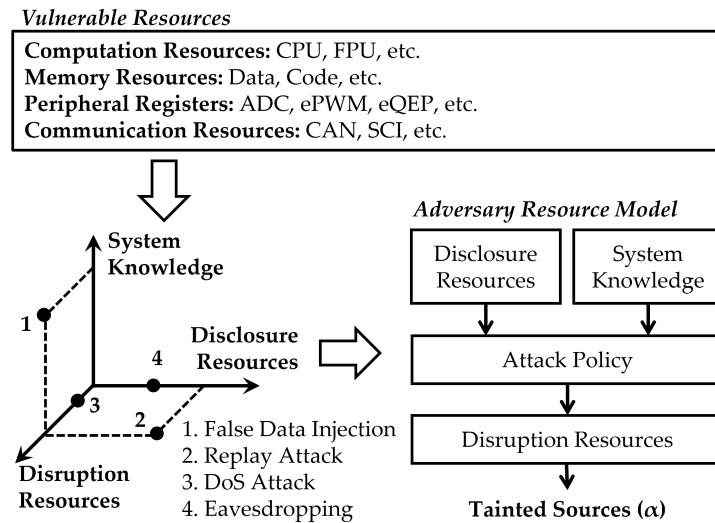 Vulnerable Resources
Computation Resources: CPU, FPU, etc.
Memory Resources: Data, Code, etc.
Peripheral Registers: ADC, ePWM, eQEP, etc.
Communication Resources: CAN, SCI, etc.
System
Knowledge
1
Disclosure
Resources
4
3
2
Disruption
Resources
1. False Data Injection
2. Replay Attack
3. DoS Attack
4. Eavesdropping
Adversary Resource Model
Disclosure
Resources
System
Knowledge
Attack Policy
Disruption Resources
Tainted Sources (α)